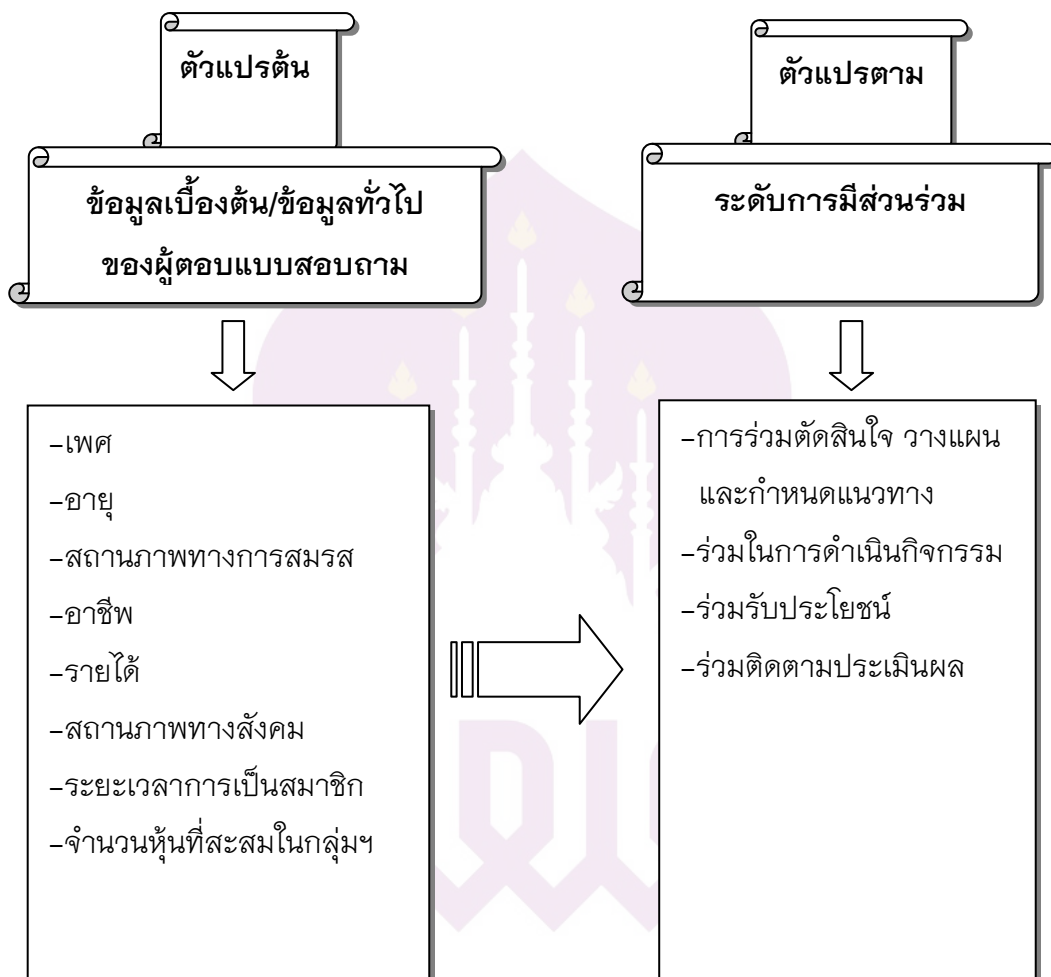 ตัวแปรต้น
ข้อมูลเบื้องต้น/ข้อมูลทั่วไป
ของผู้ตอบแบบสอบถาม
-เพศ
-อายุ
-สถานภาพทางการสมรส
-อาชีพ
-รายได้
-สถานภาพทางสังคม
-ระยะเวลาการเป็นสมาชิก
-จำนวนหุ้นที่สะสมในกลุ่มฯ
ตัวแปรตาม
ระดับการมีส่วนร่วม
-การร่วมตัดสินใจ วางแผน
และกำหนดแนวทาง
-ร่วมในการดำเนินกิจกรรม
-ร่วมรับประโยชน์
-ร่วมติดตามประเมินผล